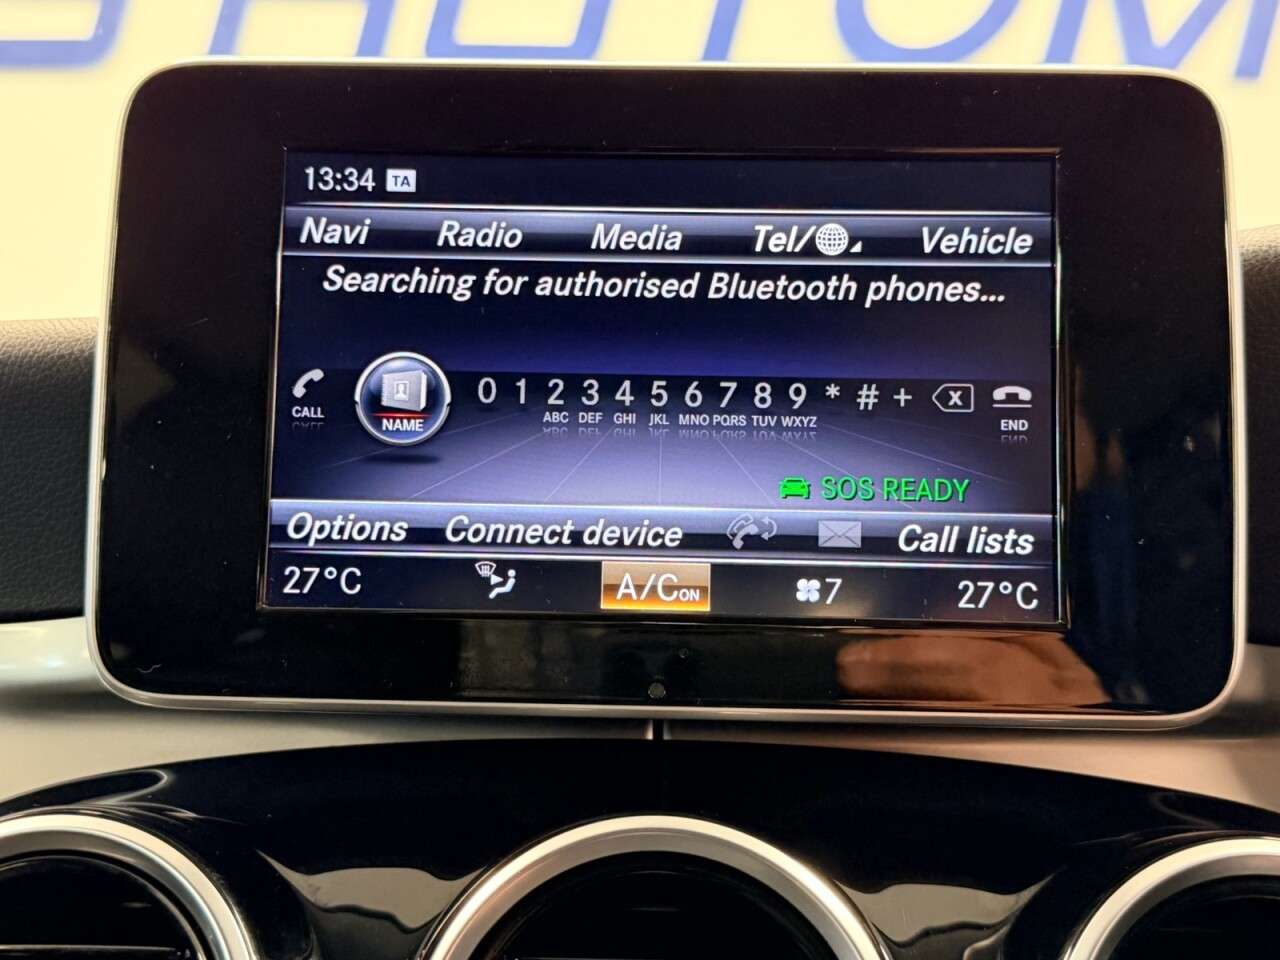 13:34 TA
Navi Radio Media Tel/ Vehicle
Searching for authorised Bluetooth phones...
CALL NAME 0 1 2 3 4 5 6 7 8 9 * # + X END
ABC DEF GHI JKL MNO PQRS TUV WXYZ
SOS READY
Options Connect device Call lists
27°C A/C ON 7 27°C